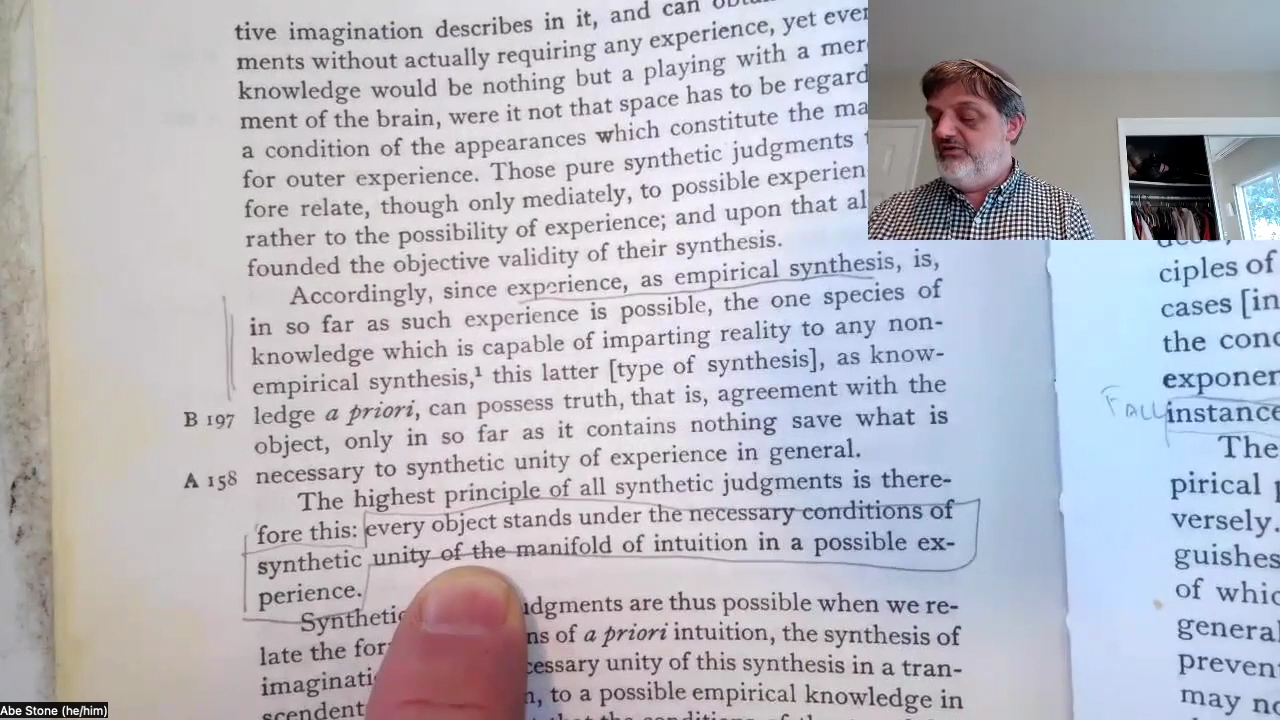 tive imagination describes in it, and can
ments without actually requiring any experience, yet
knowledge would be nothing but a playing with a
ment of the brain, were it not that space has to be
a condition of the appearances which constitute the
for outer experience. Those pure synthetic judgments
fore relate, though only mediately, to possible
rather to the possibility of experience; and upon that
founded the objective validity of their synthesis.
Accordingly, since experience, as empirical synthesis, is,
in so far as such experience is possible, the one species of
knowledge which is capable of imparting reality to any non-
empirical synthesis,¹ this latter [type of synthesis], as know-
B 197 ledge a priori, can possess truth, that is, agreement with the
object, only in so far as it contains nothing save what is
A 158 necessary to synthetic unity of experience in general.
The highest principle of all synthetic judgments is there-
fore this: every object stands under the necessary conditions of
synthetic unity of the manifold of intuition in a possible ex-
perience.
Synthetic judgments are thus possible when we re-
late the of a priori intuition, the synthesis of
unity of this synthesis in a tran-
to a possible empirical knowledge in
the conditions of
ciples of
cases [in
the
instance
The
pirical
versely
guishes
of
general
preven
may
Abe Stone (he/him)